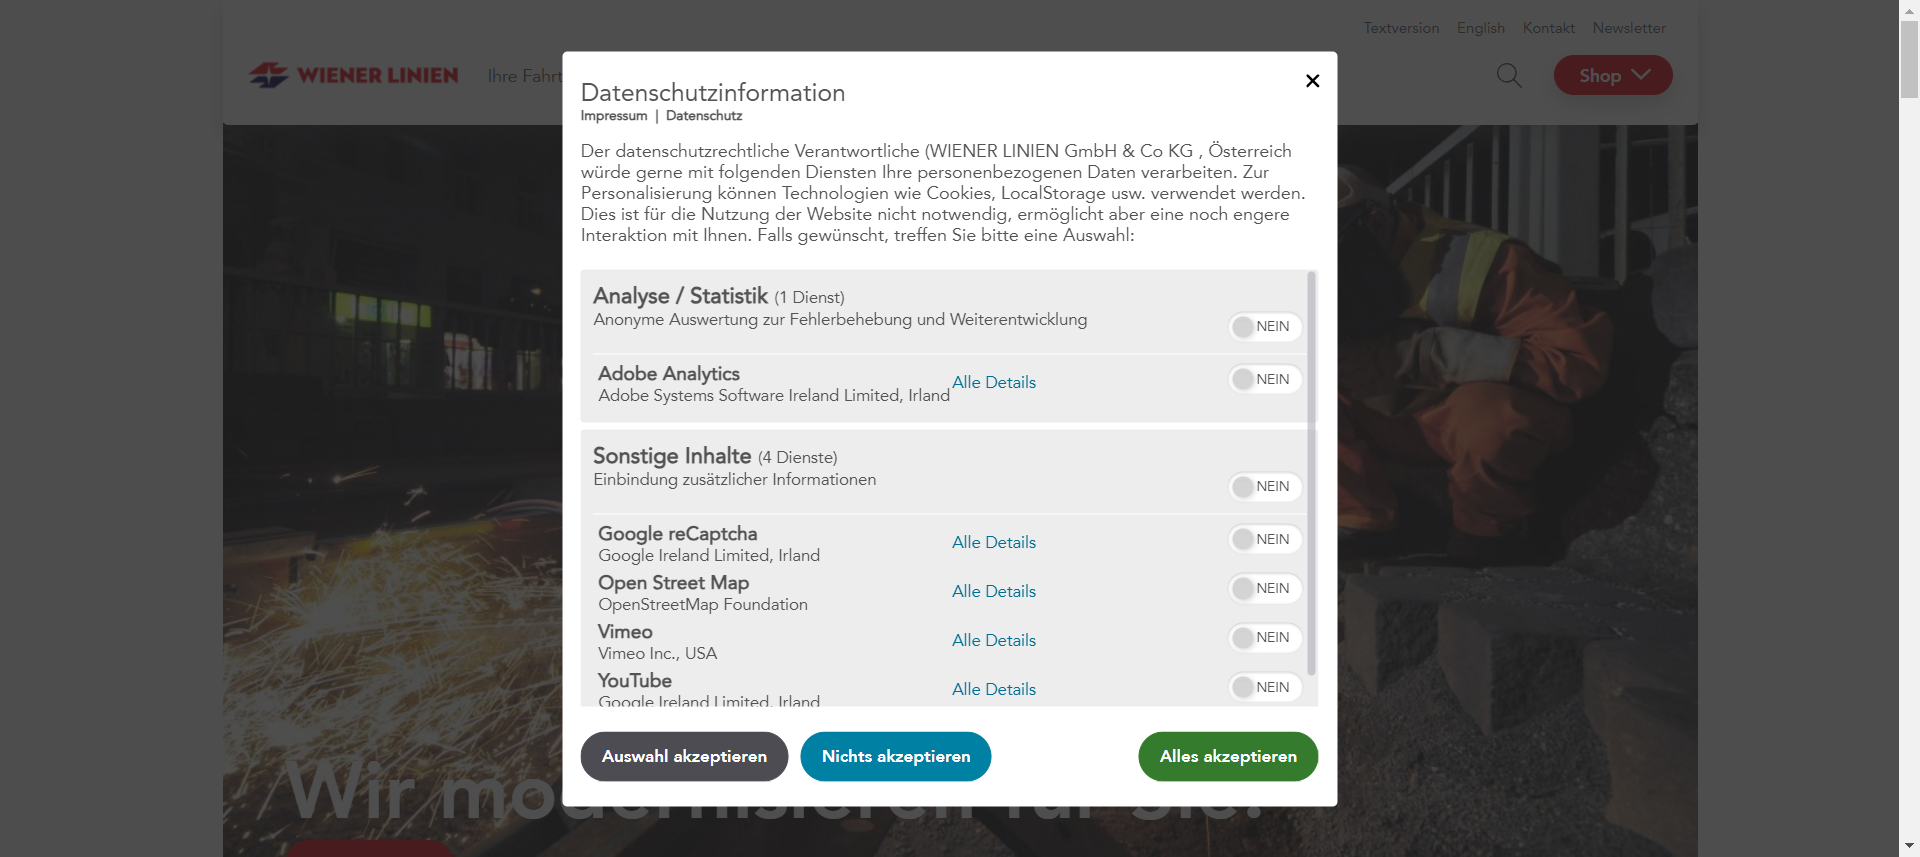 Textversion English Kontakt Newsletter
WIENER LINIEN Ihre Fahrt
Shop
Datenschutzinformation
Impressum | Datenschutz
Der datenschutzrechtliche Verantwortliche (WIENER LINIEN GmbH & Co KG , Österreich
würde gerne mit folgenden Diensten Ihre personenbezogenen Daten verarbeiten. Zur
Personalisierung können Technologien wie Cookies, LocalStorage usw. verwendet werden.
Dies ist für die Nutzung der Website nicht notwendig, ermöglicht aber eine noch engere
Interaktion mit Ihnen. Falls gewünscht, treffen Sie bitte eine Auswahl:
Analyse / Statistik (1 Dienst)
Anonyme Auswertung zur Fehlerbehebung und Weiterentwicklung
NEIN
Adobe Analytics
Adobe Systems Software Ireland Limited, Irland
Alle Details
NEIN
Sonstige Inhalte (4 Dienste)
Einbindung zusätzlicher Informationen
NEIN
Google reCaptcha
Google Ireland Limited, Irland
Alle Details
NEIN
Open Street Map
OpenStreetMap Foundation
Alle Details
NEIN
Vimeo
Vimeo Inc., USA
Alle Details
NEIN
YouTube
Google Ireland Limited, Irland
Alle Details
NEIN
Auswahl akzeptieren
Nichts akzeptieren
Alles akzeptieren
Wir modernisieren für Sie!